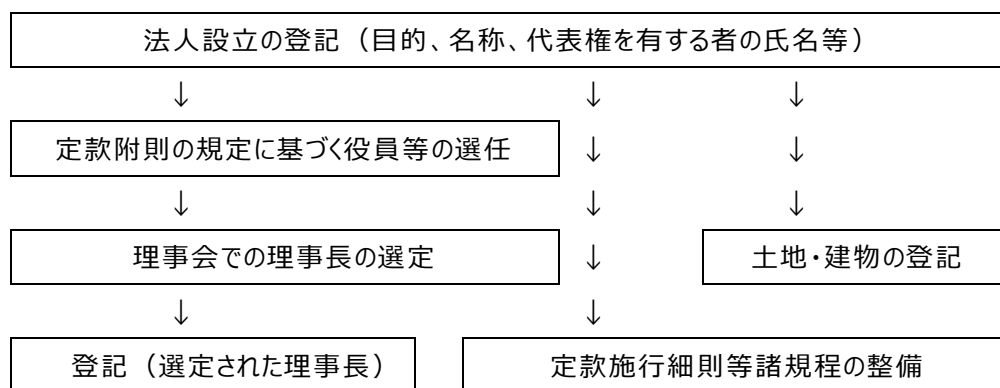 法人設立の登記（目的、名称、代表権を有する者の氏名等）
↓ ↓ ↓
定款附則の規定に基づく役員等の選任 ↓ ↓
↓ ↓ ↓
理事会での理事長の選定 ↓ 土地・建物の登記
↓ ↓
登記（選定された理事長） 定款施行細則等諸規程の整備